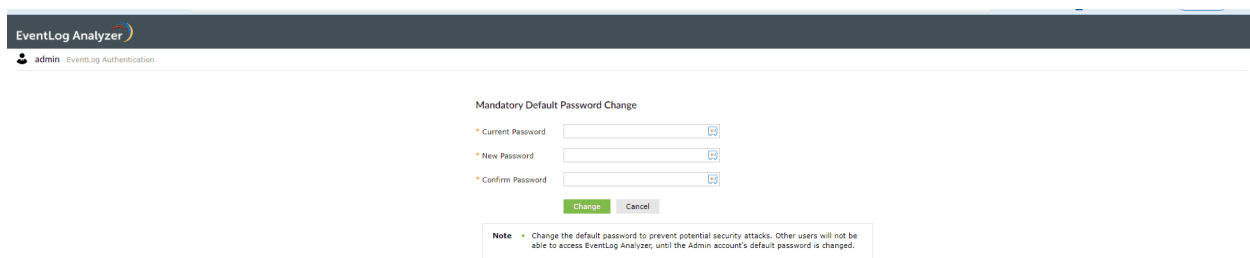 EventLog Analyzer
admin EventLog Authentication
Mandatory Default Password Change
* Current Password
* New Password
* Confirm Password
Change Cancel
Note • Change the default password to prevent potential security attacks. Other users will not be
able to access EventLog Analyzer, until the Admin account's default password is changed.